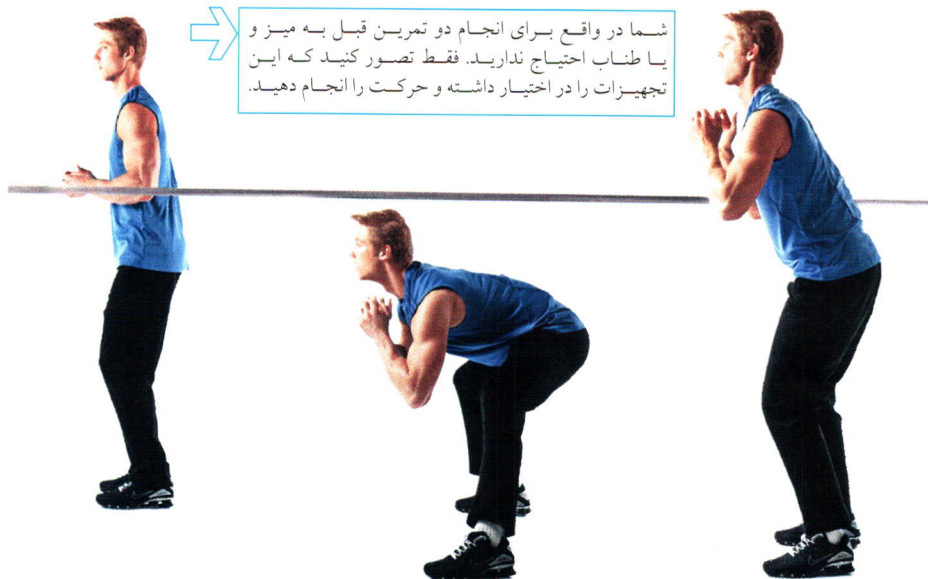 شما در واقع برای انجام دو تمرین قبل به میز و
یا طناب احتیاج ندارید. فقط تصور کنید که این
تجهیزات را در اختیار داشته و حرکت را انجام دهید.